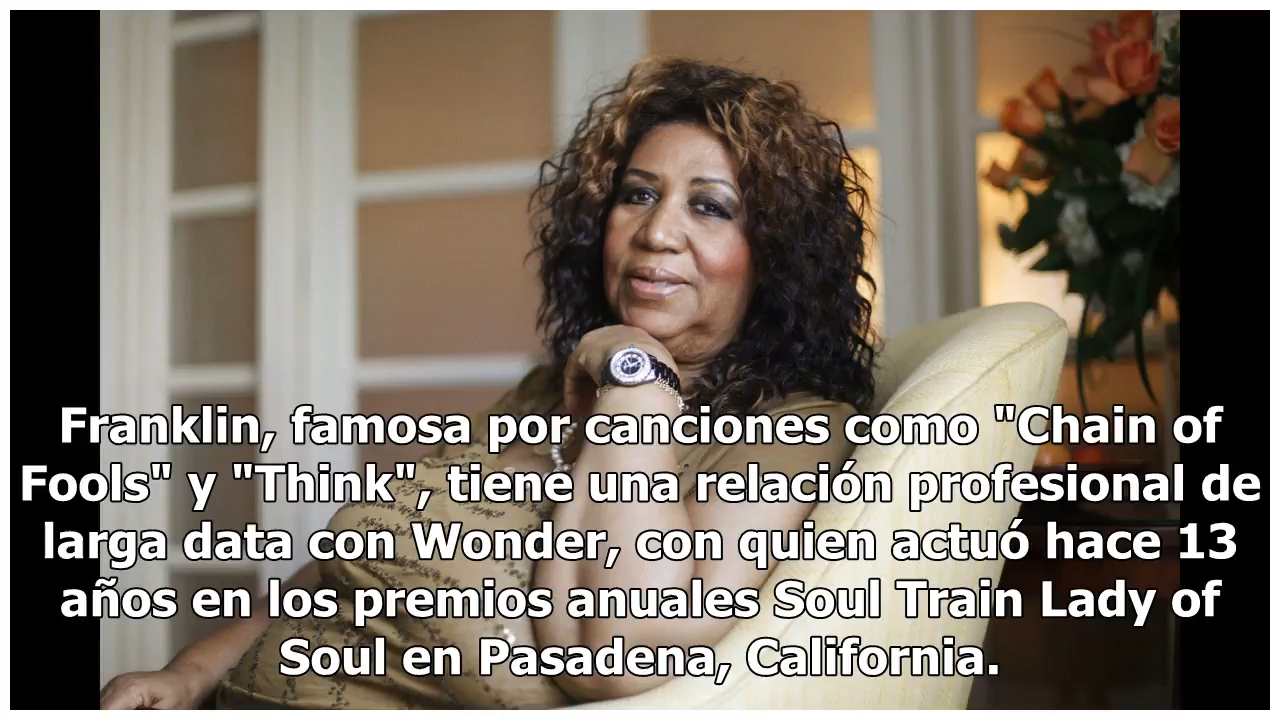 Franklin, famosa por canciones como "Chain of
Fools" y "Think", tiene una relación profesional de
larga data con Wonder, con quien actuó hace 13
años en los premios anuales Soul Train Lady of
Soul en Pasadena, California.